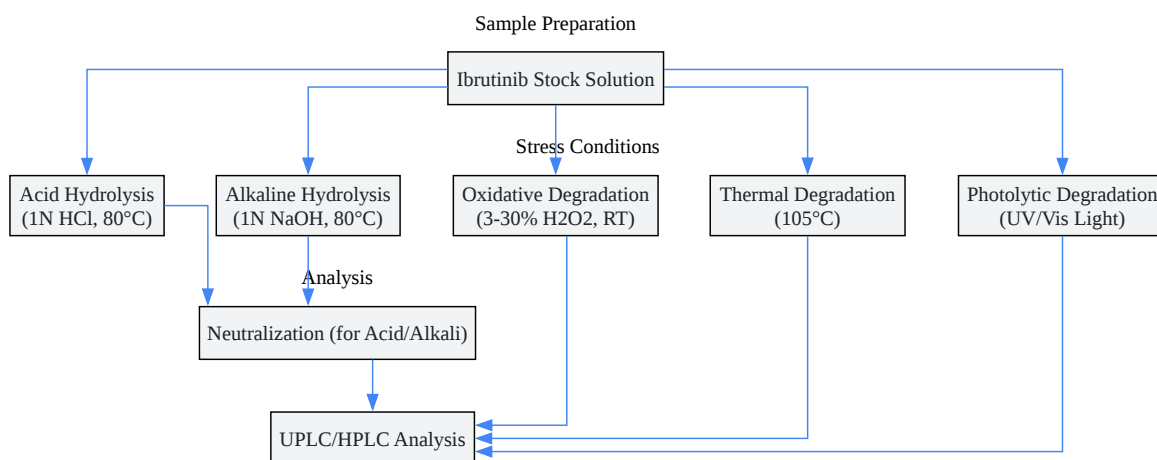 Sample Preparation
Ibrutinib Stock Solution
Stress Conditions
Acid Hydrolysis
(1N HCl, 80°C)
Alkaline Hydrolysis
(1N NaOH, 80°C)
Oxidative Degradation
(3-30% H2O2, RT)
Thermal Degradation
(105°C)
Photolytic Degradation
(UV/Vis Light)
Analysis
Neutralization (for Acid/Alkali)
UPLC/HPLC Analysis